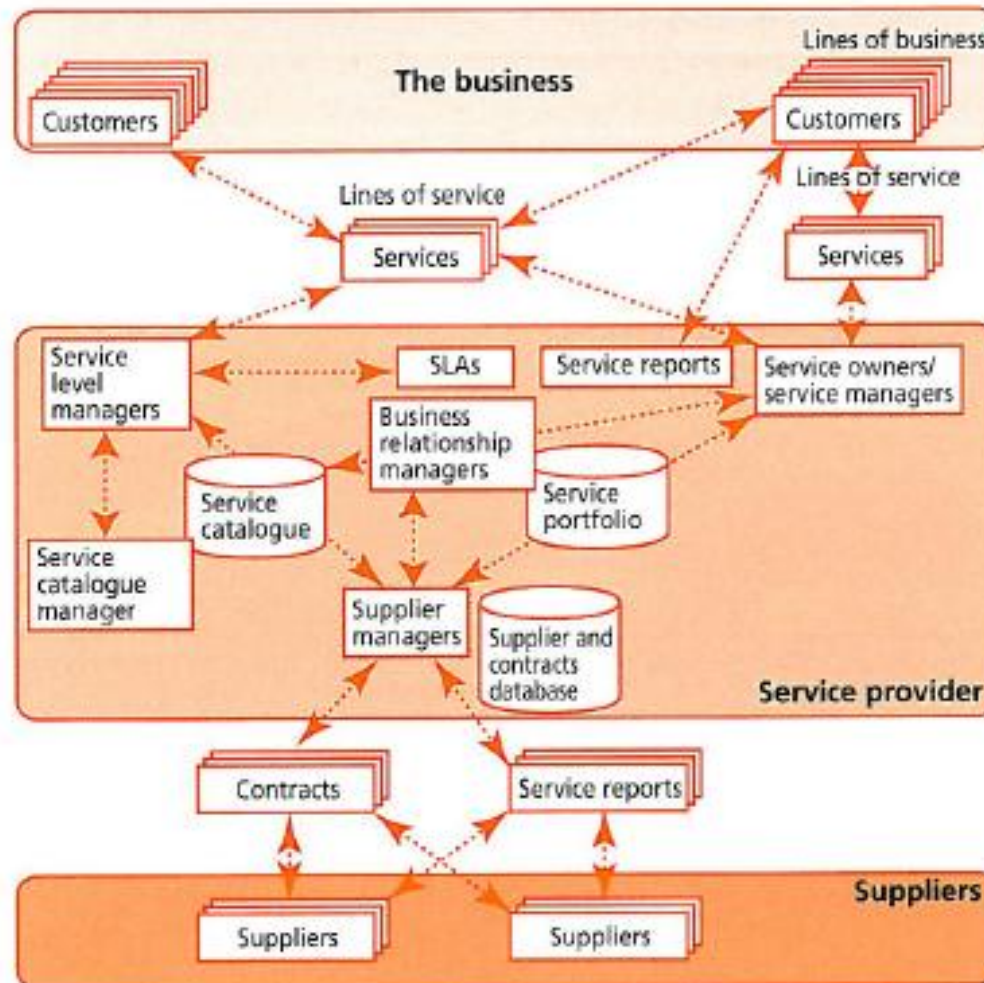 Lines of business
The business
Customers
Customers
Lines of service
Lines of service
Services
Services
Service
level
managers
SLAs
Service reports
Service owners/
service managers
Business
relationship
managers
Service
catalogue
Service
portfolio
Service
catalogue
manager
Supplier
managers
Supplier and
contracts
database
Service provider
Contracts
Service reports
Suppliers
Suppliers
Suppliers